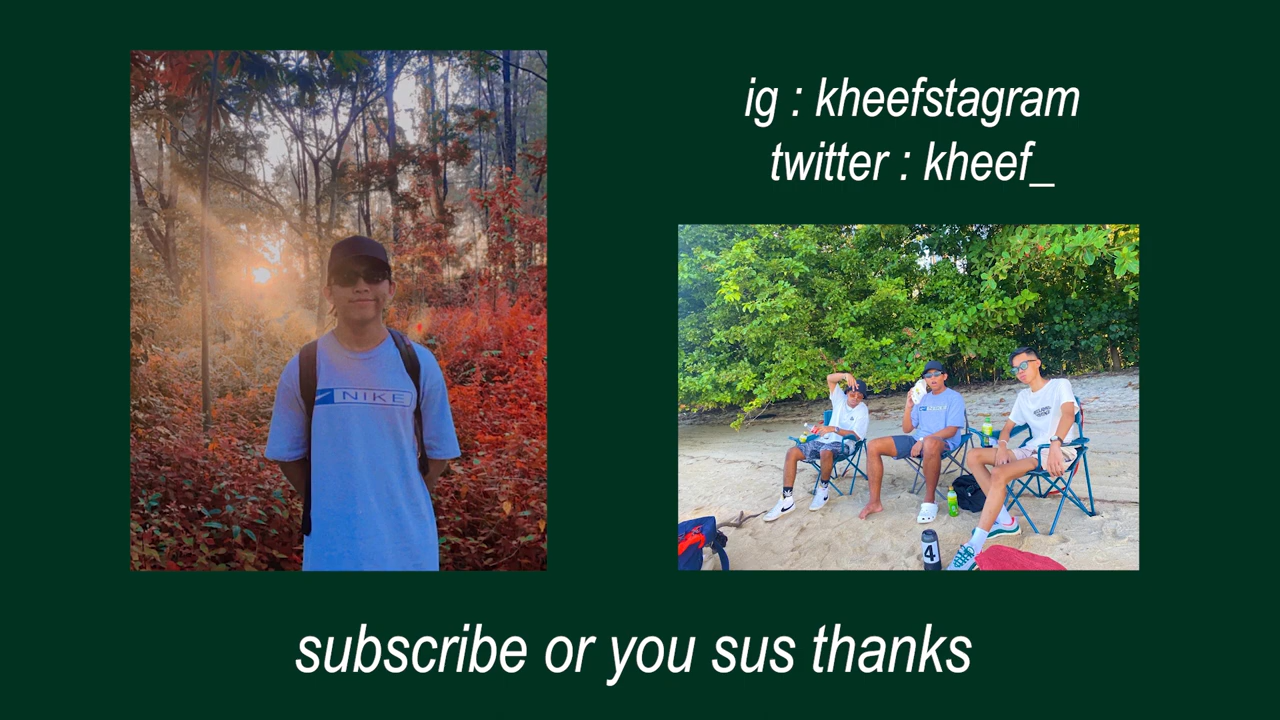 ig : kheefstagram
twitter : kheef_
NIKE
4
subscribe or you sus thanks